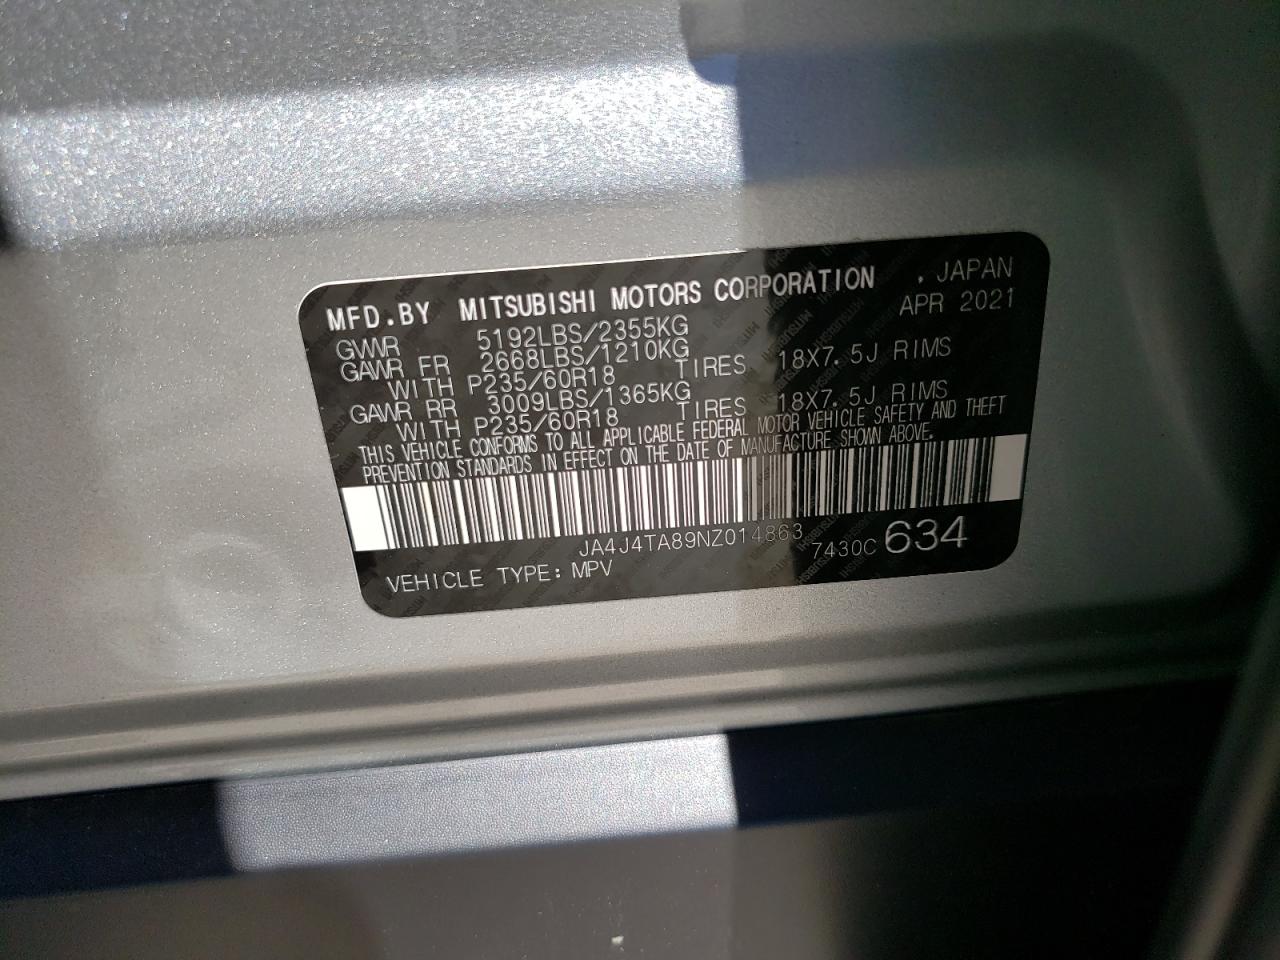 MFD.BY MITSUBISHI MOTORS CORPORATION . JAPAN
APR 2021
GVWR 5192LBS/2355KG
GAWR FR 2668LBS/1210KG
WITH P235/60R18 TIRES 18X7.5J RIMS
GAWR RR 3009LBS/1365KG
WITH P235/60R18 TIRES 18X7.5J RIMS
THIS VEHICLE CONFORMS TO ALL APPLICABLE FEDERAL MOTOR VEHICLE SAFETY AND THEFT
PREVENTION STANDARDS IN EFFECT ON THE DATE OF MANUFACTURE SHOWN ABOVE.
JA4J4TA89NZ014863
7430C 634
VEHICLE TYPE: MPV